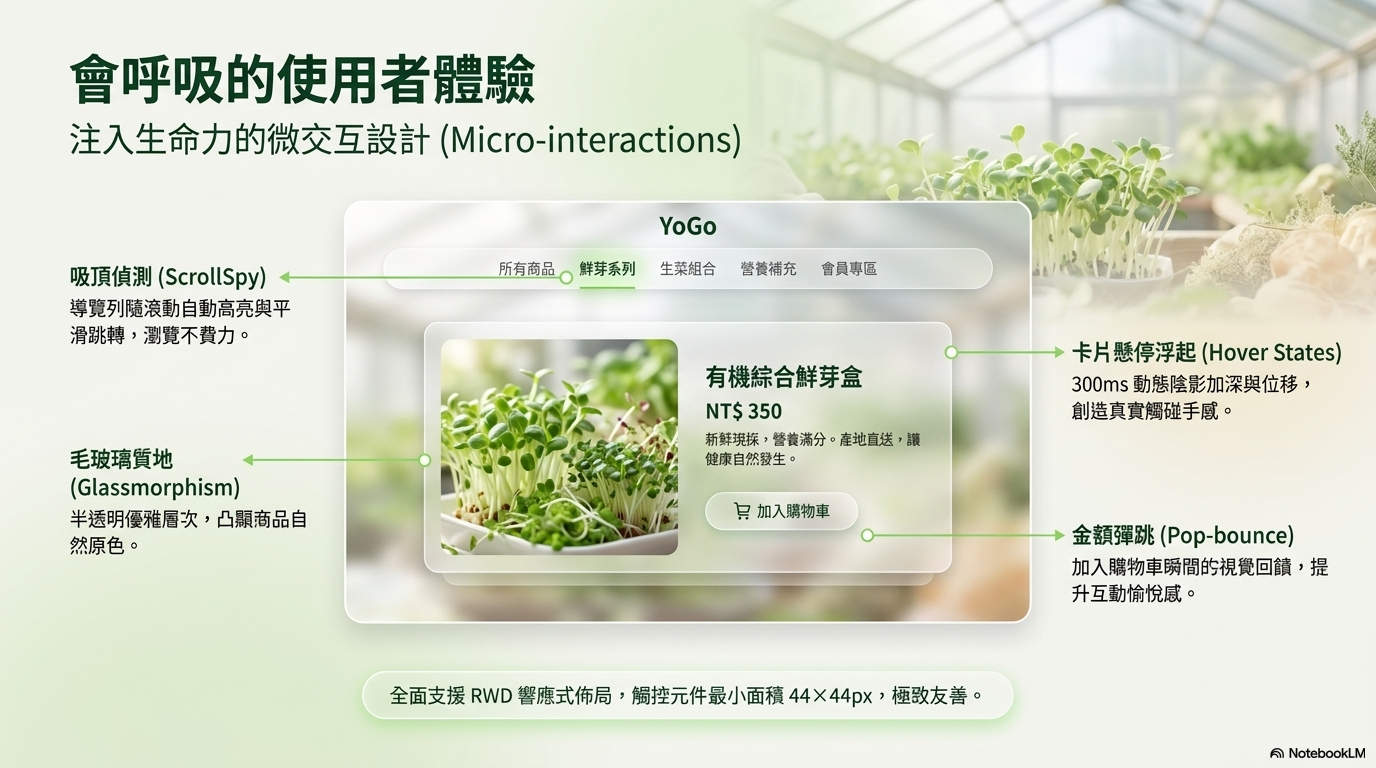 會呼吸的使用者體驗
注入生命力的微交互設計 (Micro-interactions)
YoGo
所有商品 鮮芽系列 生菜組合 營養補充 會員專區
吸頂偵測 (ScrollSpy)
導覽列隨滾動自動高亮與平
滑跳轉，瀏覽不費力。
毛玻璃質地
(Glassmorphism)
半透明優雅層次，凸顯商品自
然原色。
有機綜合鮮芽盒
NT$ 350
新鮮現採，營養滿分。產地直送，讓
健康自然發生。
加入購物車
卡片懸停浮起 (Hover States)
300ms 動態陰影加深與位移，
創造真實觸碰手感。
金額彈跳 (Pop-bounce)
加入購物車瞬間的視覺回饋，提
升互動愉悅感。
全面支援 RWD 響應式佈局，觸控元件最小面積 44×44px，極致友善。
NotebookLM